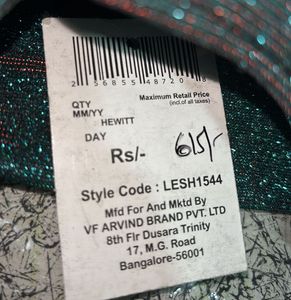 2 56855 48720 8
QTY Maximum Retail Price
MM/YY (incl.of all taxes)
HEWITT
DAY
Rs/- 615/-
Style Code : LESH1544
Mfd For And Mktd By
VF ARVIND BRAND PVT. LTD
8th Flr Dusara Trinity
17, M.G. Road
Bangalore-56001